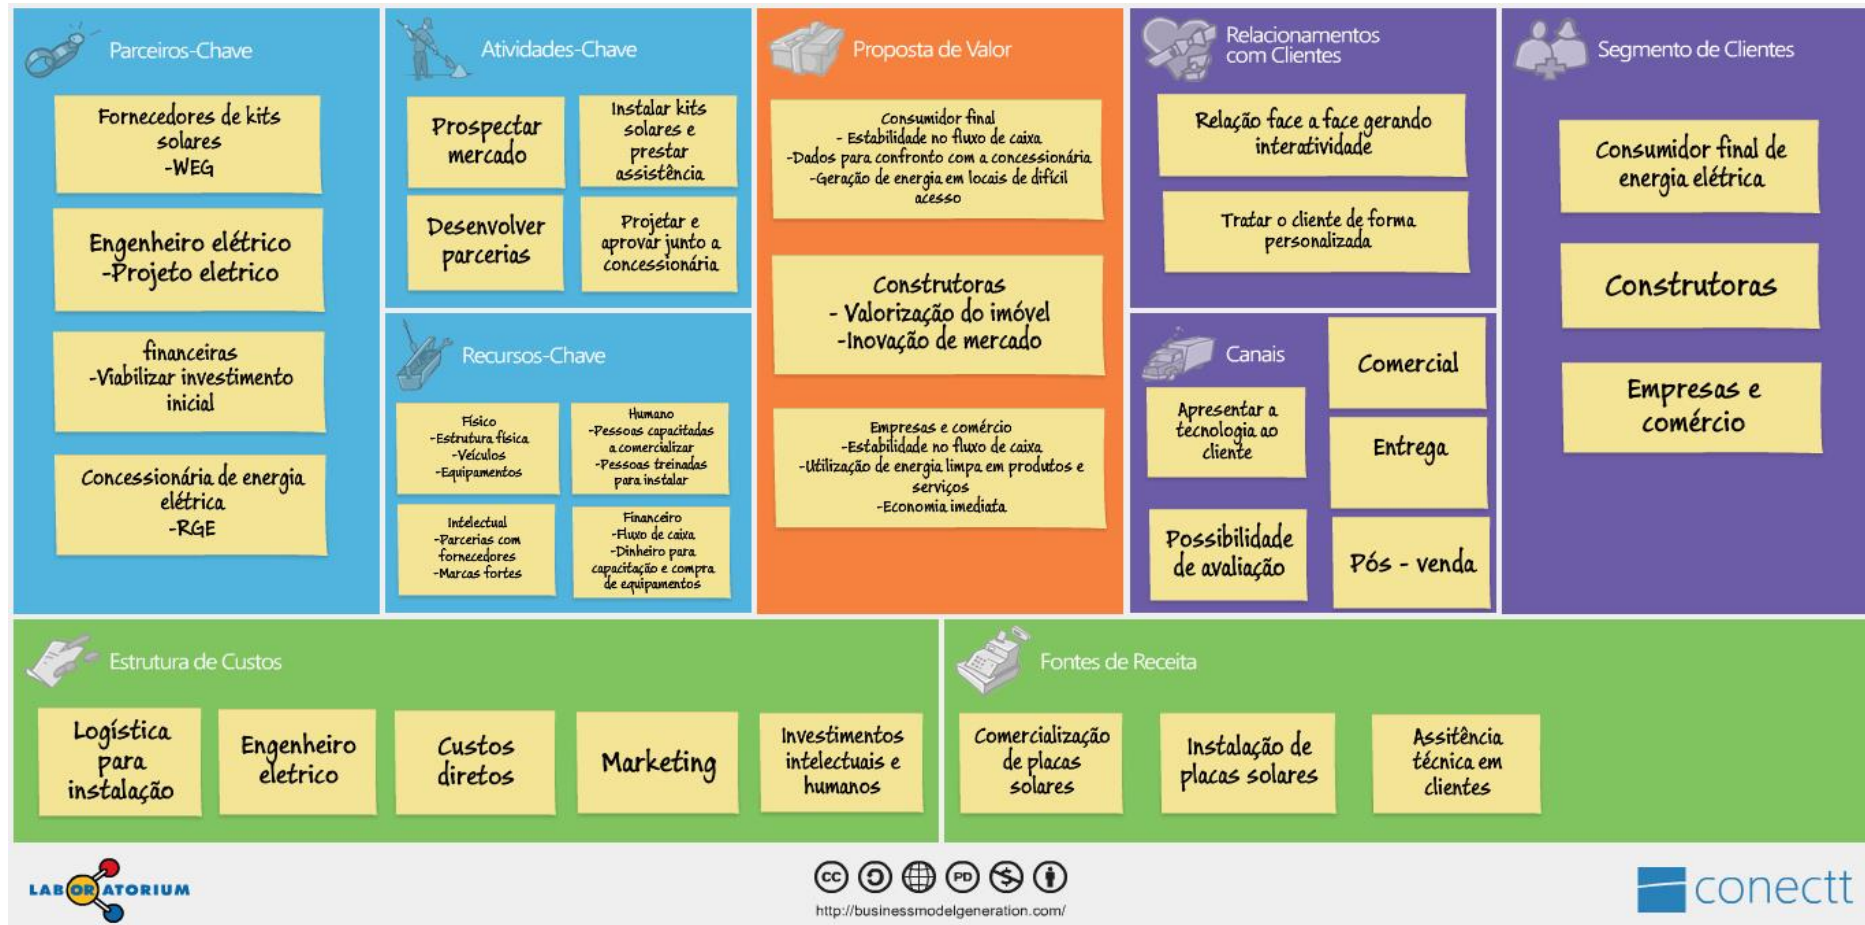 Parceiros-Chave
Fornecedores de kits
solares
-WEG
Engenheiro elétrico
-Projeto eletrico
financeiras
-Viabilizar investimento
inicial
Concessionária de energia
elétrica
-RGE
Atividades-Chave
Prospectar
mercado
Instalar kits
solares e
prestar
assistência
Desenvolver
parcerias
Projetar e
aprovar junto a
concessionária
Recursos-Chave
Físico
-Estrutura física
-Veículos
-Equipamentos
Humano
-Pessoas capacitadas
a comercializar
-Pessoas treinadas
para instalar
Intelectual
-Parcerias com
fornecedores
-Marcas fortes
Financeiro
-Fluxo de caixa
-Dinheiro para
capacitação e compra
de equipamentos
Proposta de Valor
Consumidor final
- Estabilidade no fluxo de caixa
-Dados para confronto com a concessionária
-Geração de energia em locais de difícil
acesso
Construtoras
- Valorização do imóvel
-Inovação de mercado
Empresas e comércio
-Estabilidade no fluxo de caixa
-Utilização de energia limpa em produtos e
serviços
-Economia imediata
Relacionamentos
com Clientes
Relação face a face gerando
interatividade
Tratar o cliente de forma
personalizada
Canais
Apresentar a
tecnologia ao
cliente
Possibilidade
de avaliação
Comercial
Entrega
Pós - venda
Segmento de Clientes
Consumidor final de
energia elétrica
Construtoras
Empresas e
comércio
Estrutura de Custos
Logística
para
instalação
Engenheiro
eletrico
Custos
diretos
Marketing
Investimentos
intelectuais e
humanos
Fontes de Receita
Comercialização
de placas
solares
Instalação de
placas solares
Assitência
técnica em
clientes
LABORATORIUM
cc PD $
http://businessmodelgeneration.com/
conectt